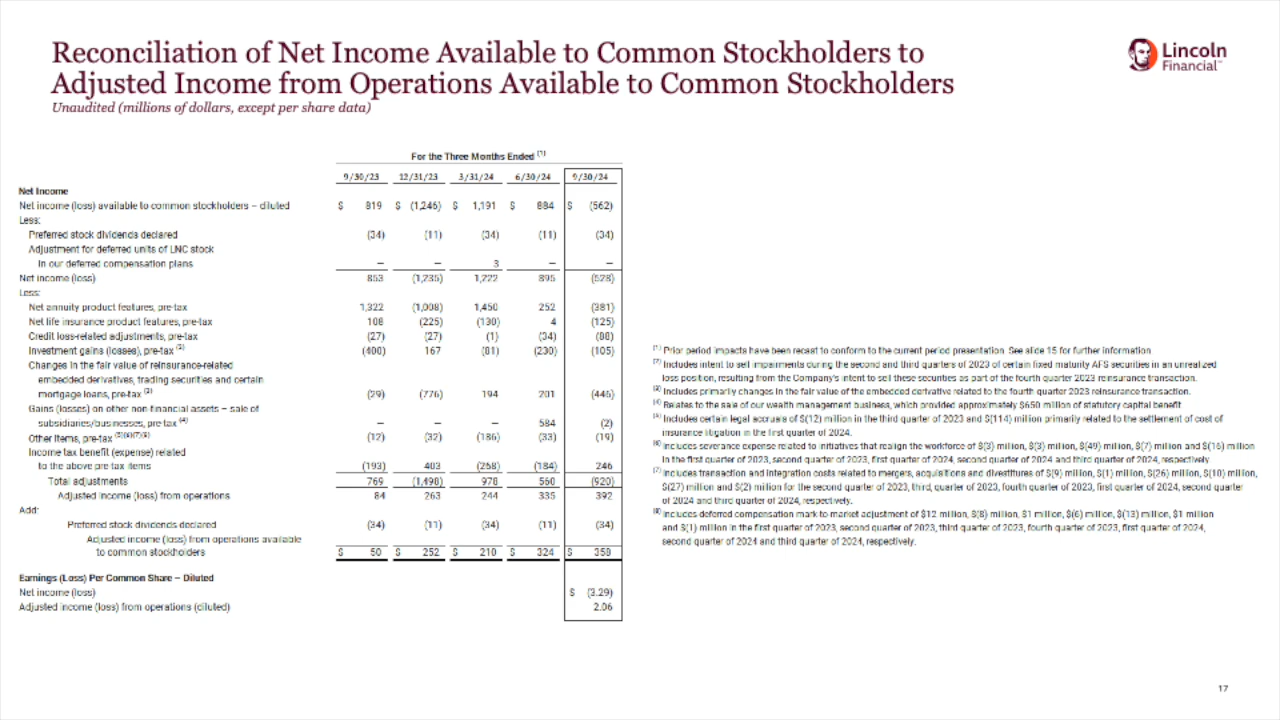 Reconciliation of Net Income Available to Common Stockholders to
Adjusted Income from Operations Available to Common Stockholders
Unaudited (millions of dollars, except per share data)
Lincoln
Financial
For the Three Months Ended (1)
9/30/23 12/31/23 3/31/24 6/30/24 9/30/24
Net Income
Net income (loss) available to common stockholders – diluted $ 819 $ (1,246) $ 1,191 $ 884 $ (562)
Less:
Preferred stock dividends declared (34) (11) (34) (11) (34)
Adjustment for deferred units of LNC stock
in our deferred compensation plans – – 3 – –
Net income (loss) 853 (1,235) 1,222 895 (528)
Less:
Net annuity product features, pre-tax 1,322 (1,008) 1,450 252 (381)
Net life insurance product features, pre-tax 108 (225) (130) 4 (125)
Credit loss-related adjustments, pre-tax (27) (27) (1) (34) (88)
Investment gains (losses), pre-tax (2) (400) 167 (81) (230) (105)
Changes in the fair value of reinsurance-related
embedded derivatives, trading securities and certain
mortgage loans, pre-tax (3) (29) (776) 194 201 (446)
Gains (losses) on other non-financial assets – sale of
subsidiaries/businesses, pre-tax (4) – – – 584 (2)
Other items, pre-tax (5)(6)(7)(8) (12) (32) (186) (33) (19)
Income tax benefit (expense) related
to the above pre-tax items (193) 403 (268) (184) 246
Total adjustments 769 (1,498) 978 560 (920)
Adjusted income (loss) from operations 84 263 244 335 392
Add:
Preferred stock dividends declared (34) (11) (34) (11) (34)
Adjusted income (loss) from operations available
to common stockholders $ 50 $ 252 $ 210 $ 324 $ 358
Earnings (Loss) Per Common Share – Diluted
Net income (loss) $ (3.29)
Adjusted income (loss) from operations (diluted) 2.06
(1) Prior period impacts have been recast to conform to the current period presentation. See slide 15 for further information
(2) Includes intent to sell impairments during the second and third quarters of 2023 of certain fixed maturity AFS securities in an unrealized
loss position, resulting from the Company's intent to sell these securities as part of the fourth quarter 2023 reinsurance transaction.
(3) Includes primarily changes in the fair value of the embedded derivative related to the fourth quarter 2023 reinsurance transaction.
(4) Relates to the sale of our wealth management business, which provided approximately $650 million of statutory capital benefit
(5) Includes certain legal accruals of $(12) million in the third quarter of 2023 and $(114) million primarily related to the settlement of cost of
insurance litigation in the first quarter of 2024.
(6) Includes severance expense related to initiatives that realign the workforce of $(3) million, $(3) million, $(49) million, $(7) million and $(16) million
in the first quarter of 2023, second quarter of 2023, first quarter of 2024, second quarter of 2024 and third quarter of 2024, respectively
(7) Includes transaction and integration costs related to mergers, acquisitions and divestitures of $(9) million, $(1) million, $(26) million, $(10) million,
$(27) million and $(2) million for the second quarter of 2023, third, quarter of 2023, fourth quarter of 2023, first quarter of 2024, second quarter
of 2024 and third quarter of 2024, respectively.
(8) Includes deferred compensation mark to market adjustment of $12 million, $(8) million, $1 million, $(6) million, $(13) million, $1 million
and $(1) million in the first quarter of 2023, second quarter of 2023, third quarter of 2023, fourth quarter of 2023, first quarter of 2024,
second quarter of 2024 and third quarter of 2024, respectively.
17